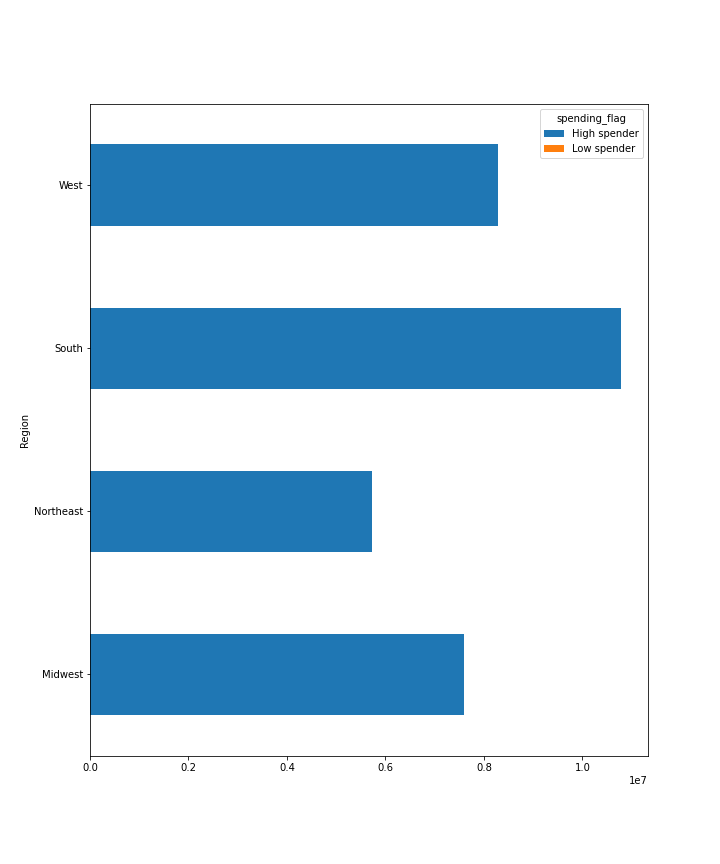 spending_flag
High spender
Low spender
West
South
Region
Northeast
Midwest
0.0 0.2 0.4 0.6 0.8 1.0
1e7